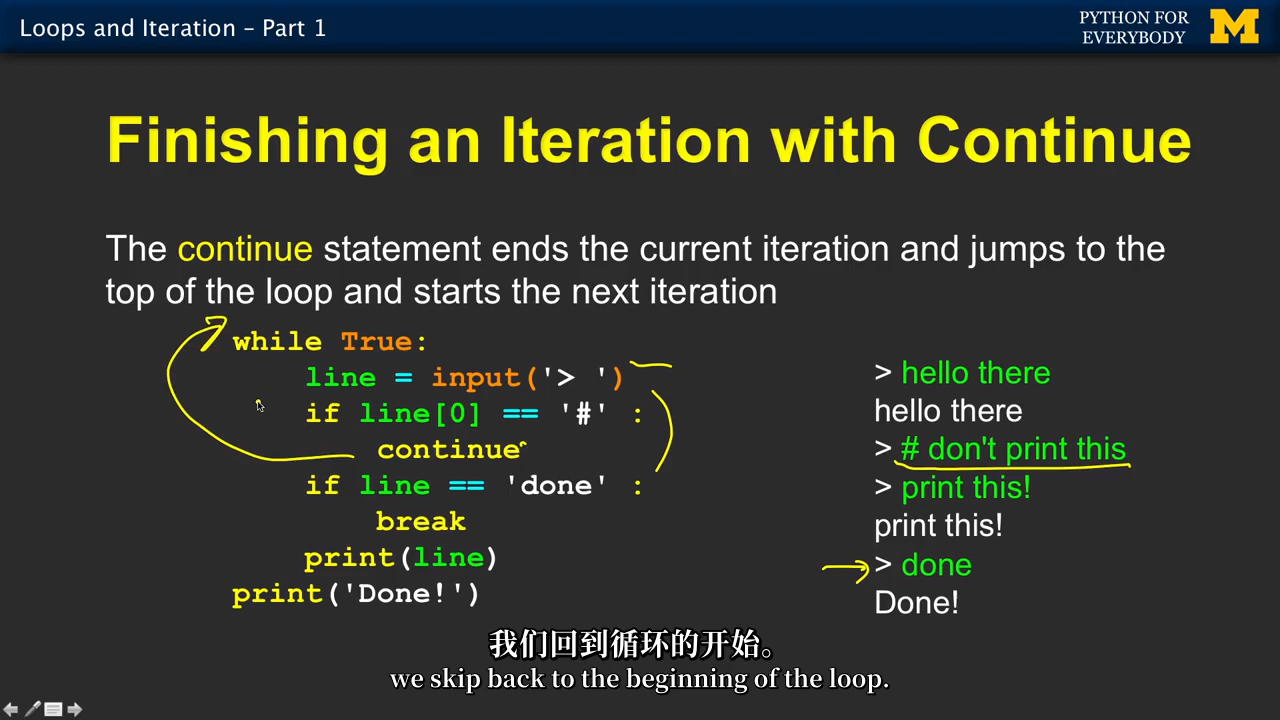 Loops and Iteration – Part 1
PYTHON FOR
EVERYBODY
M
Finishing an Iteration with Continue
The continue statement ends the current iteration and jumps to the
top of the loop and starts the next iteration
while True:
    line = input('> ')
    if line[0] == '#' :
        continue
    if line == 'done' :
        break
    print(line)
print('Done!')
> hello there
hello there
> # don't print this
> print this!
print this!
> done
Done!
我们回到循环的开始。
we skip back to the beginning of the loop.